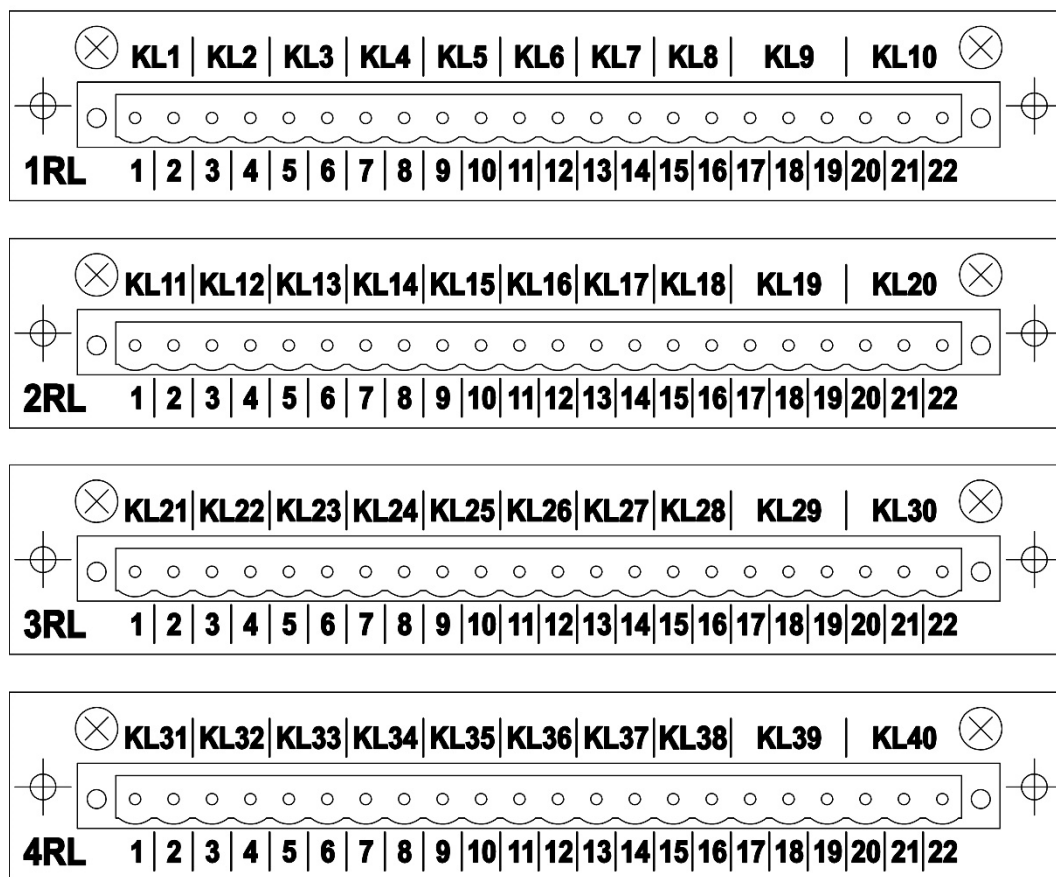 KL1 KL2 KL3 KL4 KL5 KL6 KL7 KL8 KL9 KL10
1RL 1 2 3 4 5 6 7 8 9 10 11 12 13 14 15 16 17 18 19 20 21 22
KL11 KL12 KL13 KL14 KL15 KL16 KL17 KL18 KL19 KL20
2RL 1 2 3 4 5 6 7 8 9 10 11 12 13 14 15 16 17 18 19 20 21 22
KL21 KL22 KL23 KL24 KL25 KL26 KL27 KL28 KL29 KL30
3RL 1 2 3 4 5 6 7 8 9 10 11 12 13 14 15 16 17 18 19 20 21 22
KL31 KL32 KL33 KL34 KL35 KL36 KL37 KL38 KL39 KL40
4RL 1 2 3 4 5 6 7 8 9 10 11 12 13 14 15 16 17 18 19 20 21 22